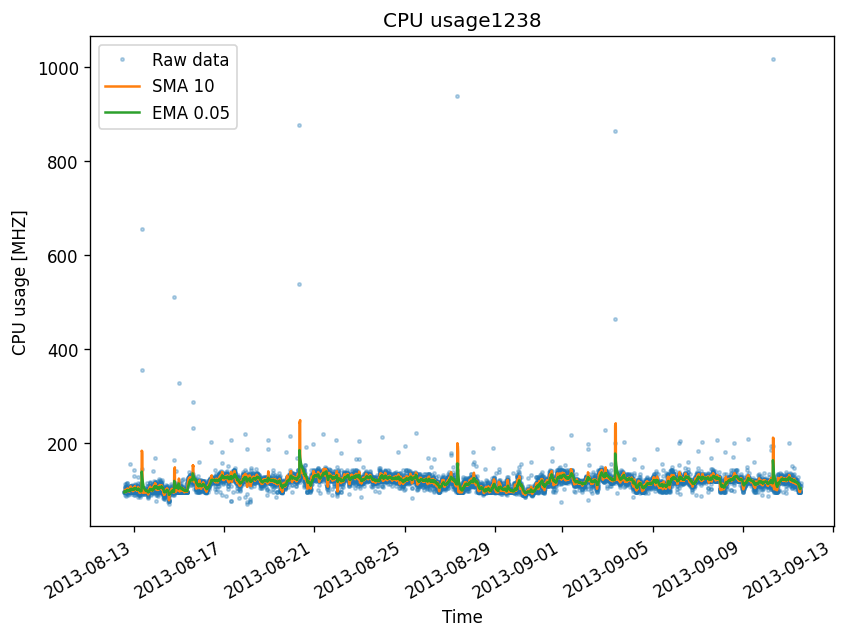 CPU usage1238
Raw data
SMA 10
EMA 0.05
1000
800
600
400
200
CPU usage [MHZ]
2013-08-13
2013-08-17
2013-08-21
2013-08-25
2013-08-29
2013-09-01
2013-09-05
2013-09-09
2013-09-13
Time